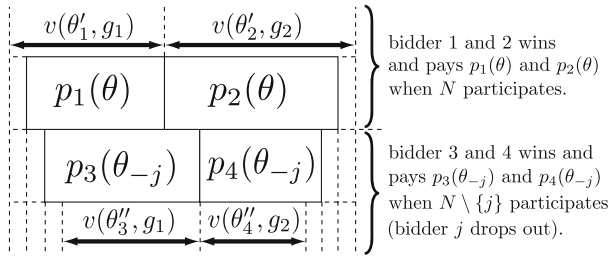 v(θ′₁, g₁) v(θ′₂, g₂)
p₁(θ) p₂(θ)
bidder 1 and 2 wins
and pays p₁(θ) and p₂(θ)
when N participates.
p₃(θ₋ⱼ) p₄(θ₋ⱼ)
v(θ″₃, g₁) v(θ″₄, g₂)
bidder 3 and 4 wins and
pays p₃(θ₋ⱼ) and p₄(θ₋ⱼ)
when N \ {j} participates
(bidder j drops out).